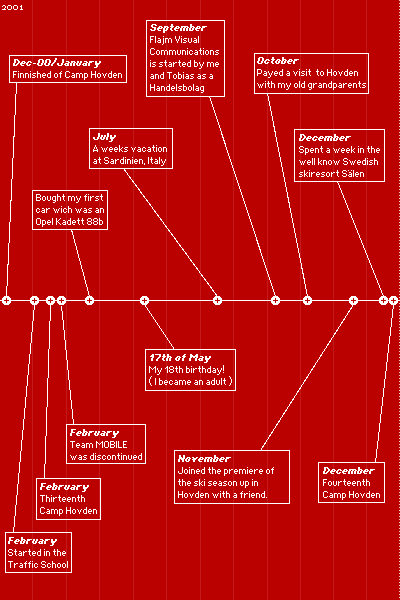 2001
September
Flajm Visual
Communications
is started by me
and Tobias as a
Handelsbolag
Dec-00/January
Finnished of Camp Hovden
October
Payed a visit to Hovden
with my old grandparents
July
A weeks vacation
at Sardinien, Italy
December
Spent a week in the
well know Swedish
skiresort Sälen
Bought my first
car wich was an
Opel Kadett 88b
17th of May
My 18th birthday!
( I became an adult )
February
Team MOBILE
was discontinued
November
Joined the premiere of
the ski season up in
Hovden with a friend.
December
Fourteenth
Camp Hovden
February
Thirteenth
Camp Hovden
February
Started in the
Traffic School